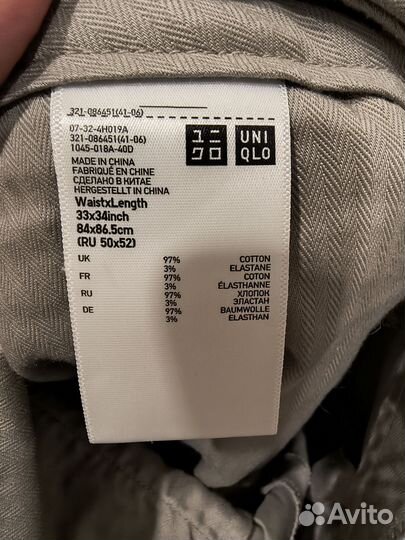 321-086451(41-06)
07-32-4H019A
321-086451(41-06)
1045-018A-40D
ユニ
クロ
UNI
QLO
MADE IN CHINA
FABRIQUÉ EN CHINE
СДЕЛАНО В КИТАЕ
HERGESTELLT IN CHINA
WaistxLength
33x34inch
84x86.5cm
(RU 50x52)
UK 97% COTTON
3% ELASTANE
FR 97% COTON
3% ÉLASTHANNE
RU 97% ХЛОПОК
3% ЭЛАСТАН
DE 97% BAUMWOLLE
3% ELASTHAN
Avito